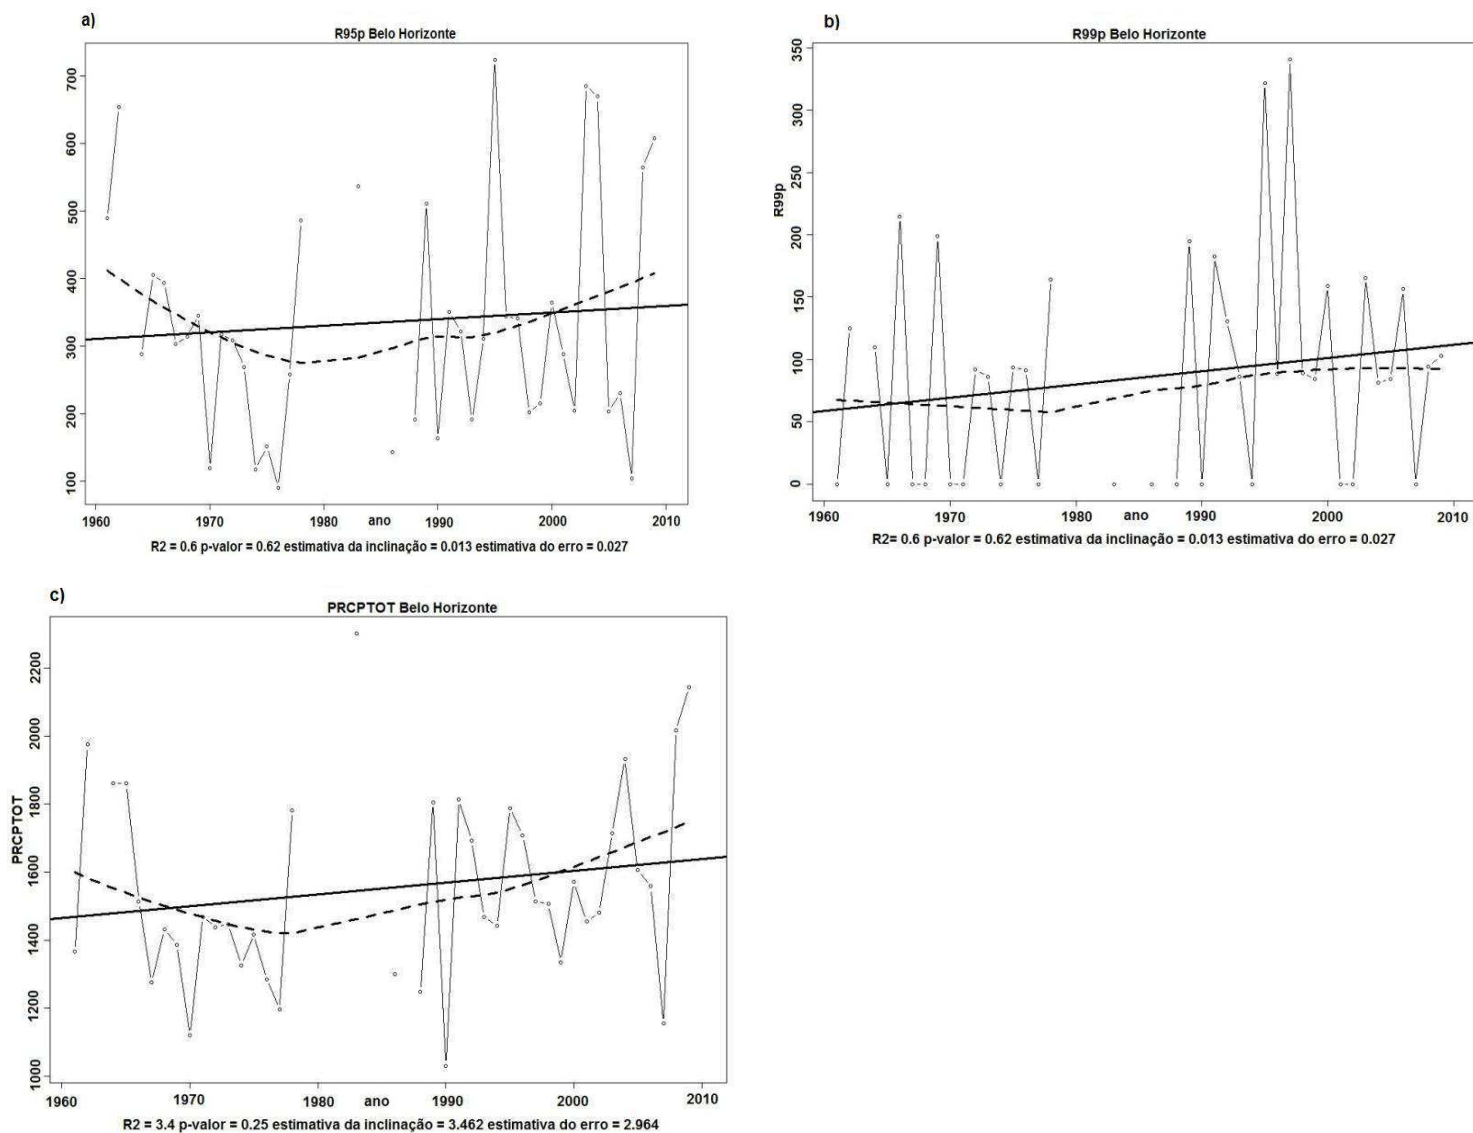 a)
R95p Belo Horizonte
700
600
500
400
300
200
100
1960 1970 1980 ano 1990 2000 2010
R2 = 0.6 p-valor = 0.62 estimativa da inclinação = 0.013 estimativa do erro = 0.027
b)
R99p Belo Horizonte
R99p
350
300
250
200
150
100
50
0
1960 1970 1980 ano 1990 2000 2010
R2= 0.6 p-valor = 0.62 estimativa da inclinação = 0.013 estimativa do erro = 0.027
c)
PRCPTOT Belo Horizonte
PRCPTOT
2200
2000
1800
1600
1400
1200
1000
1960 1970 1980 ano 1990 2000 2010
R2 = 3.4 p-valor = 0.25 estimativa da inclinação = 3.462 estimativa do erro = 2.964